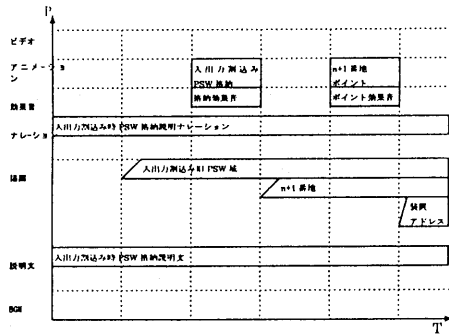 P
ビデオ
アニメーション
入出力割込み
PSW 格納
n+1 番地
ポイント
効果音
格納効果音
ポイント効果音
ナレーション
入出力割込み時 PSW 格納説明ナレーション
入出力割込み旧 PSW 域
n+1 番地
装置
アドレス
説明文
入出力割込み時 PSW 格納説明文
BGM
T